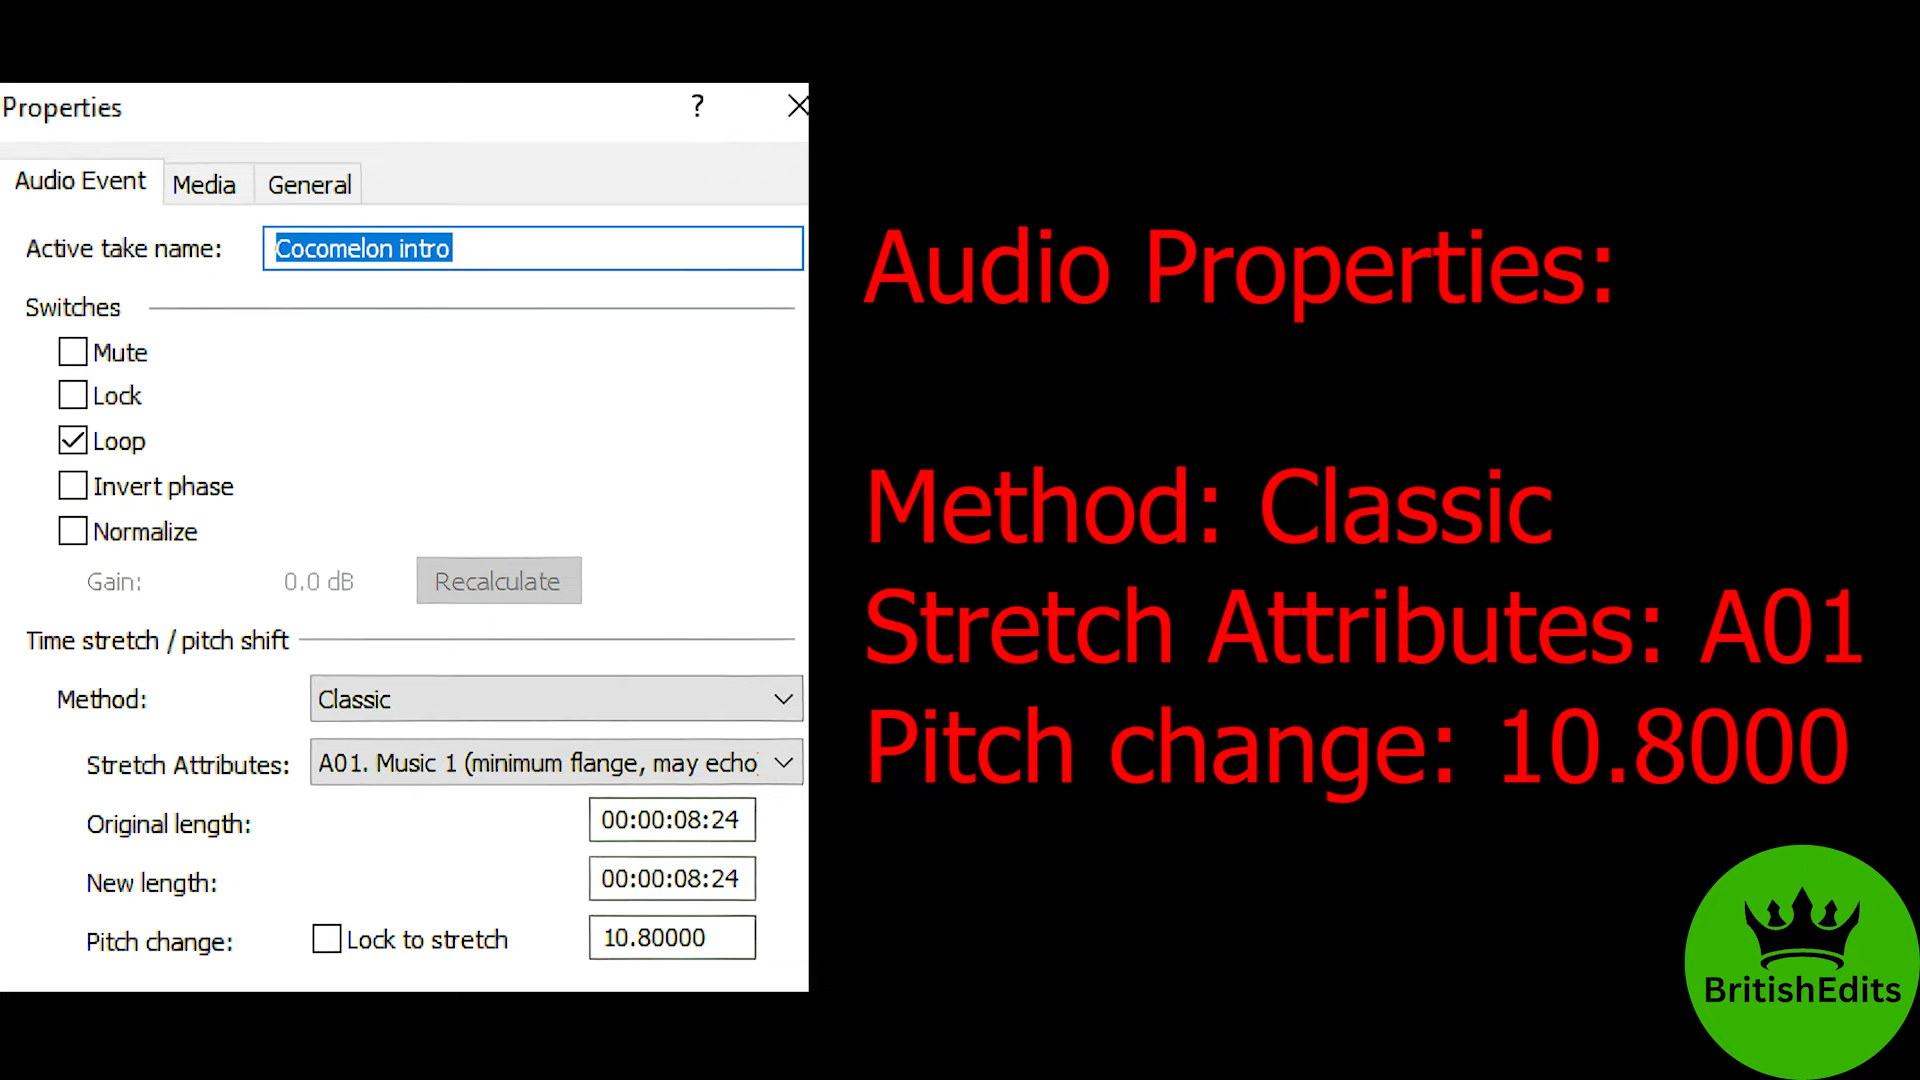 Properties
?
Audio Event
Media
General
Active take name:
Cocomelon intro
Switches
Mute
Lock
Loop
Invert phase
Normalize
Gain:
0.0 dB
Recalculate
Time stretch / pitch shift
Method:
Classic
Stretch Attributes:
A01. Music 1 (minimum flange, may echo)
Original length:
00:00:08:24
New length:
00:00:08:24
Pitch change:
Lock to stretch
10.80000
Audio Properties:
Method: Classic
Stretch Attributes: A01
Pitch change: 10.8000
BritishEdits